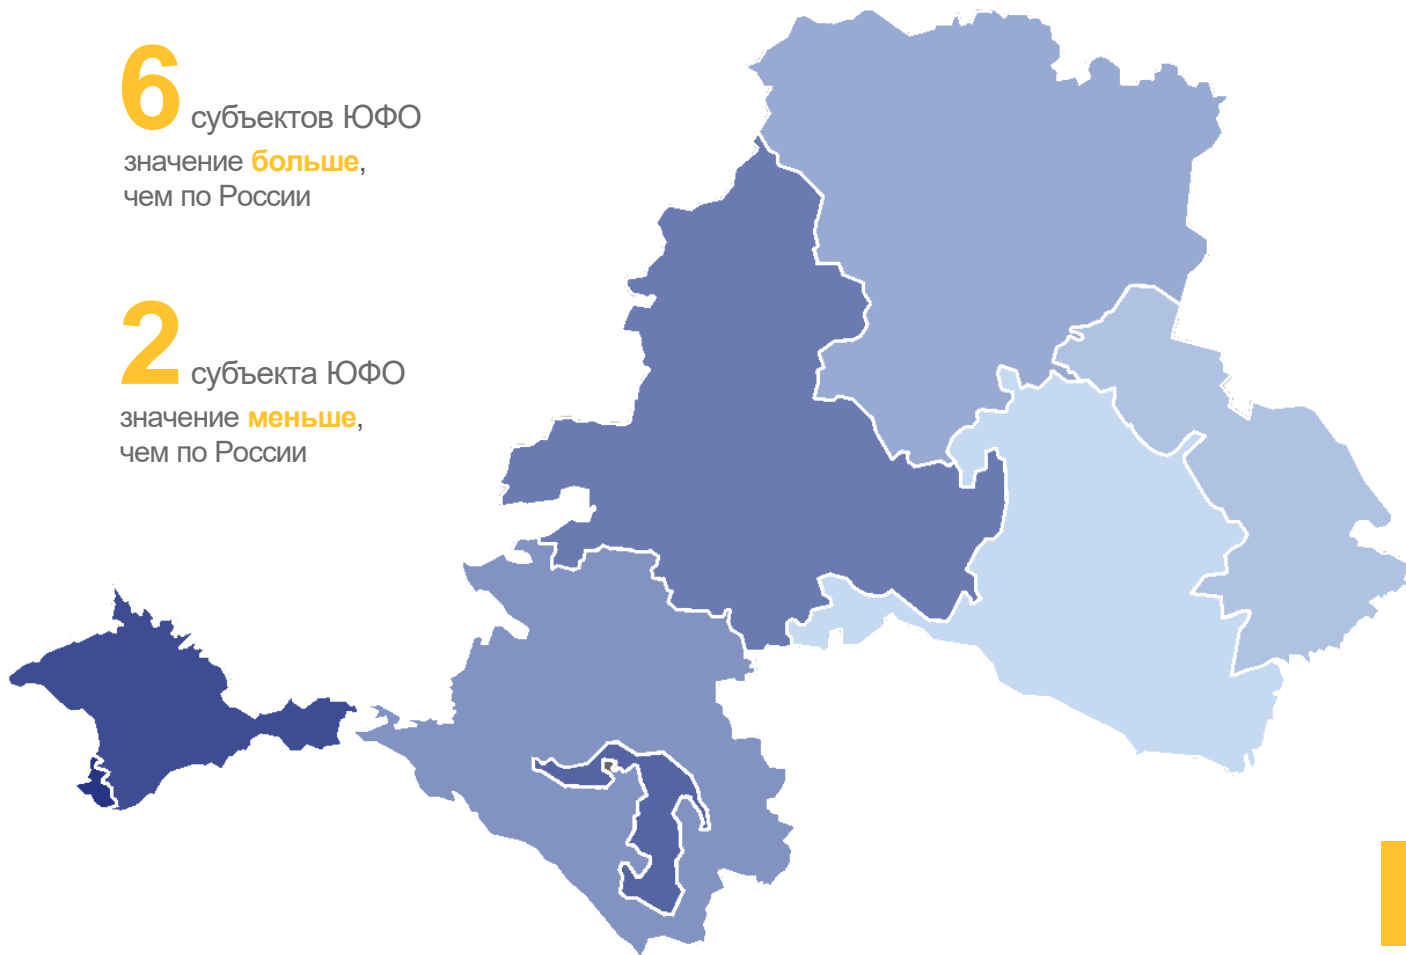 6 субъектов ЮФО
значение больше,
чем по России
2 субъекта ЮФО
значение меньше,
чем по России